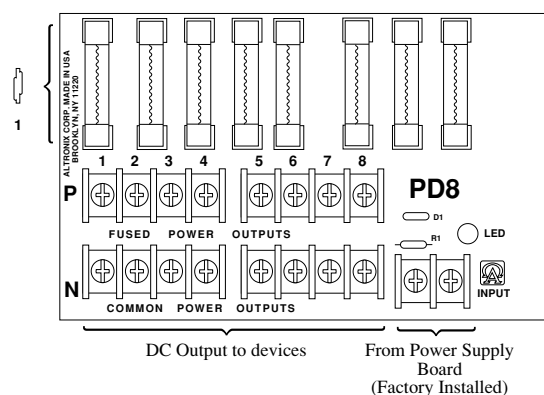 ALTRONIX CORP. MADE IN USA
BROOKLYN, NY 11220
1
1 2 3 4 5 6 7 8
P
PD8
D1
FUSED POWER OUTPUTS
LED
R1
N
INPUT
COMMON POWER OUTPUTS
DC Output to devices
From Power Supply
Board
(Factory Installed)